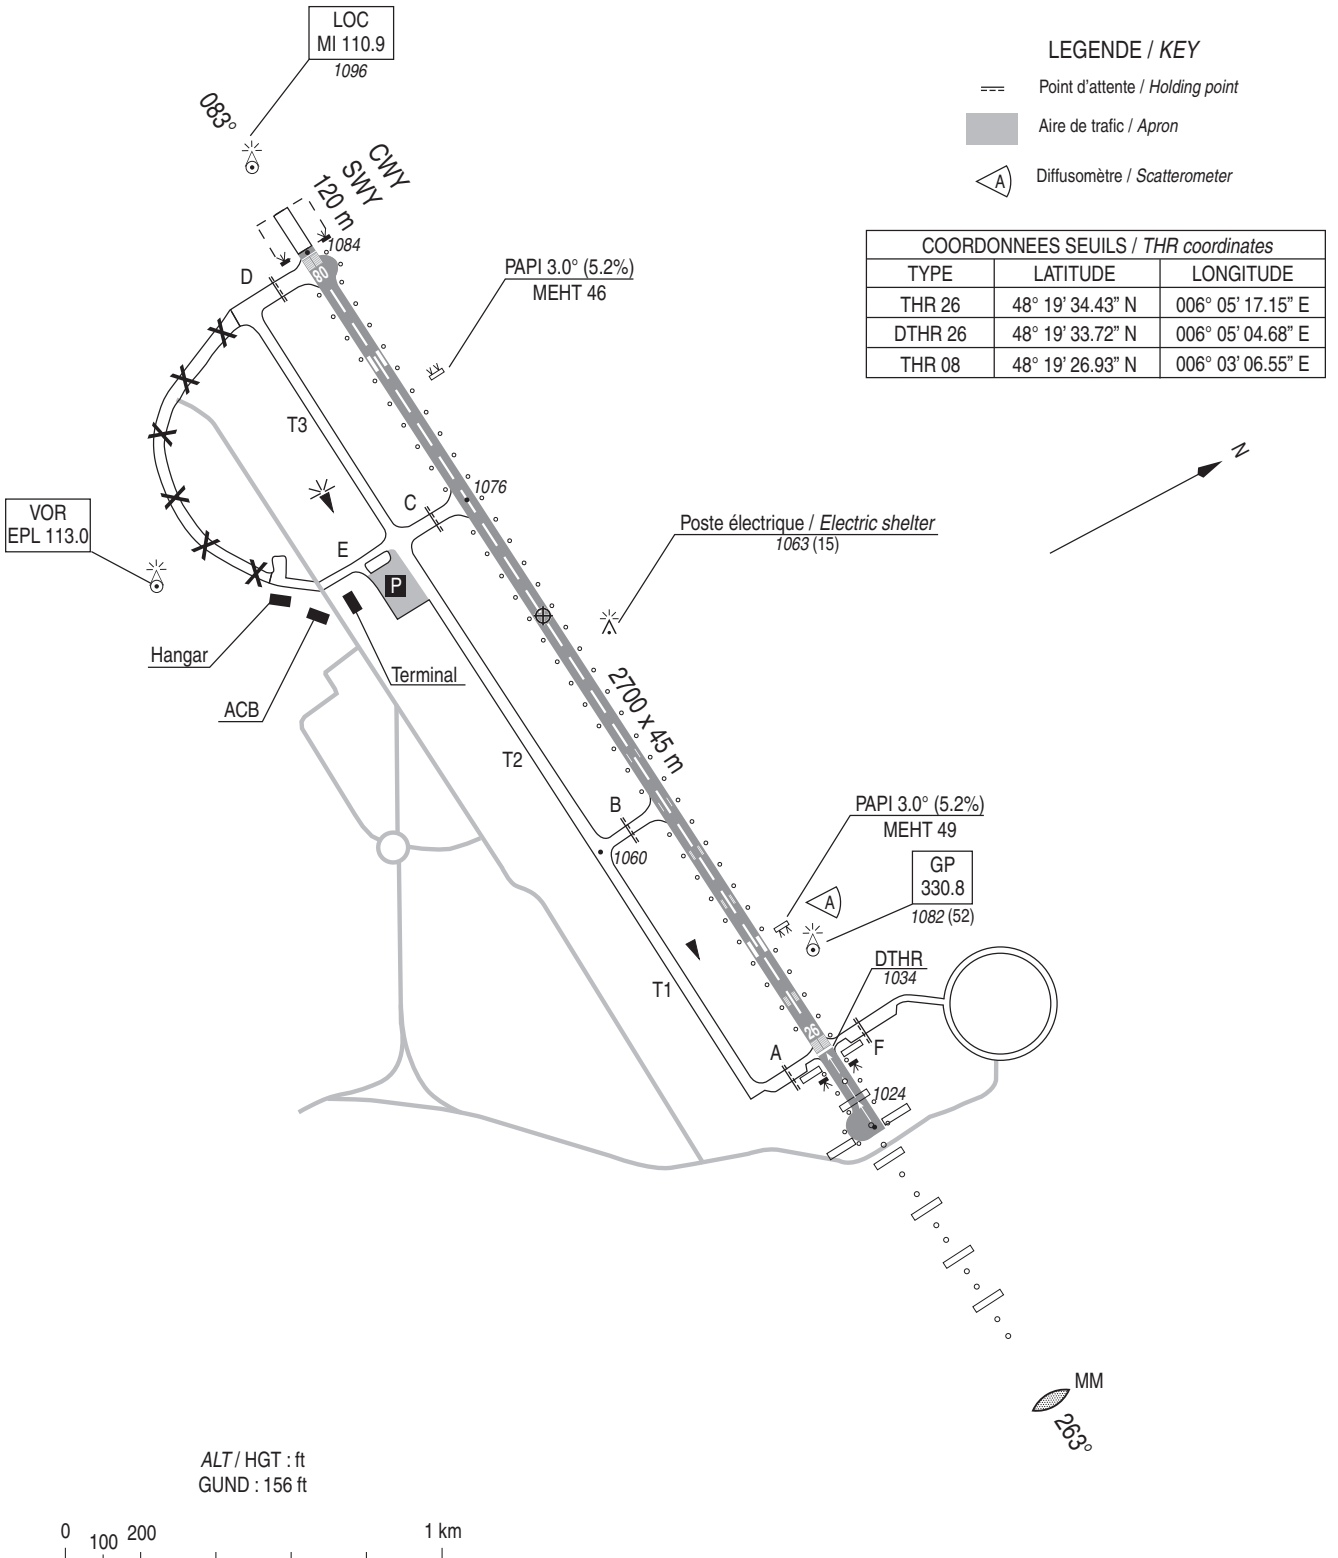 LOC
MI 110.9
1096
LEGENDE / KEY
Point d'attente / Holding point
Aire de trafic / Apron
A
Diffusomètre / Scatterometer
083°
CWY
SWY
120 m
1084
COORDONNEES SEUILS / THR coordinates
TYPE LATITUDE LONGITUDE
THR 26 48° 19' 34.43" N 006° 05' 17.15" E
DTHR 26 48° 19' 33.72" N 006° 05' 04.68" E
THR 08 48° 19' 26.93" N 006° 03' 06.55" E
D
08
PAPI 3.0° (5.2%)
MEHT 46
T3
N
C
1076
VOR
EPL 113.0
Poste électrique / Electric shelter
1063 (15)
E
P
Hangar
Terminal
ACB
2700 x 45 m
T2
B
1060
PAPI 3.0° (5.2%)
MEHT 49
A
GP
330.8
1082 (52)
DTHR
1034
T1
26
A
F
1024
MM
263°
ALT / HGT : ft
GUND : 156 ft
0 100 200 1 km